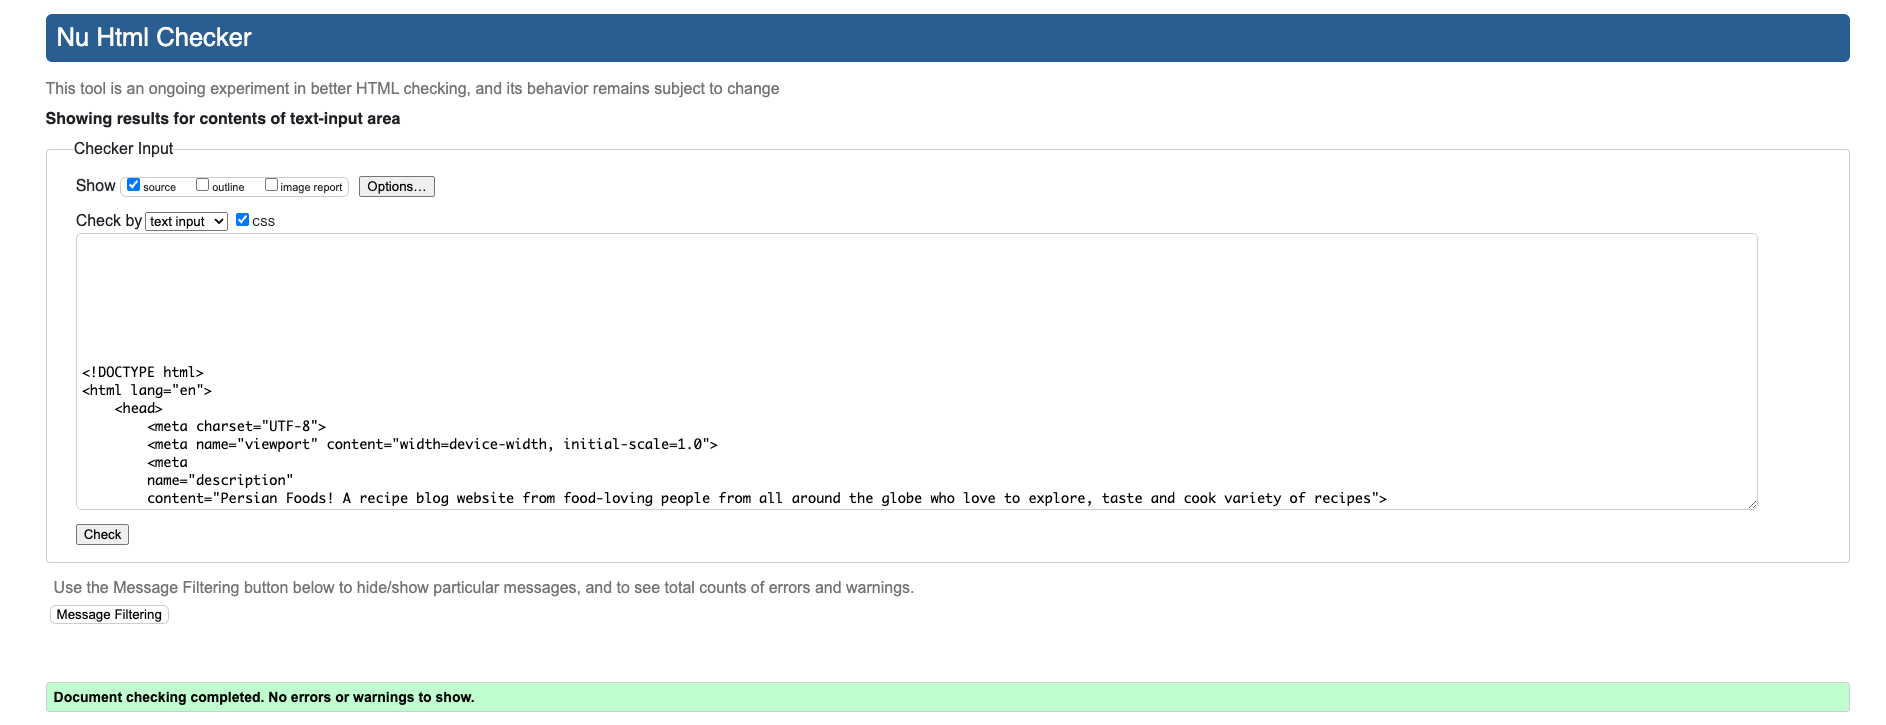 Nu Html Checker
This tool is an ongoing experiment in better HTML checking, and its behavior remains subject to change
Showing results for contents of text-input area
Checker Input
Show source outline image report Options...
Check by text input CSS
<!DOCTYPE html>
<html lang="en">
    <head>
        <meta charset="UTF-8">
        <meta name="viewport" content="width=device-width, initial-scale=1.0">
        <meta
        name="description"
        content="Persian Foods! A recipe blog website from food-loving people from all around the globe who love to explore, taste and cook variety of recipes">
Check
Use the Message Filtering button below to hide/show particular messages, and to see total counts of errors and warnings.
Message Filtering
Document checking completed. No errors or warnings to show.